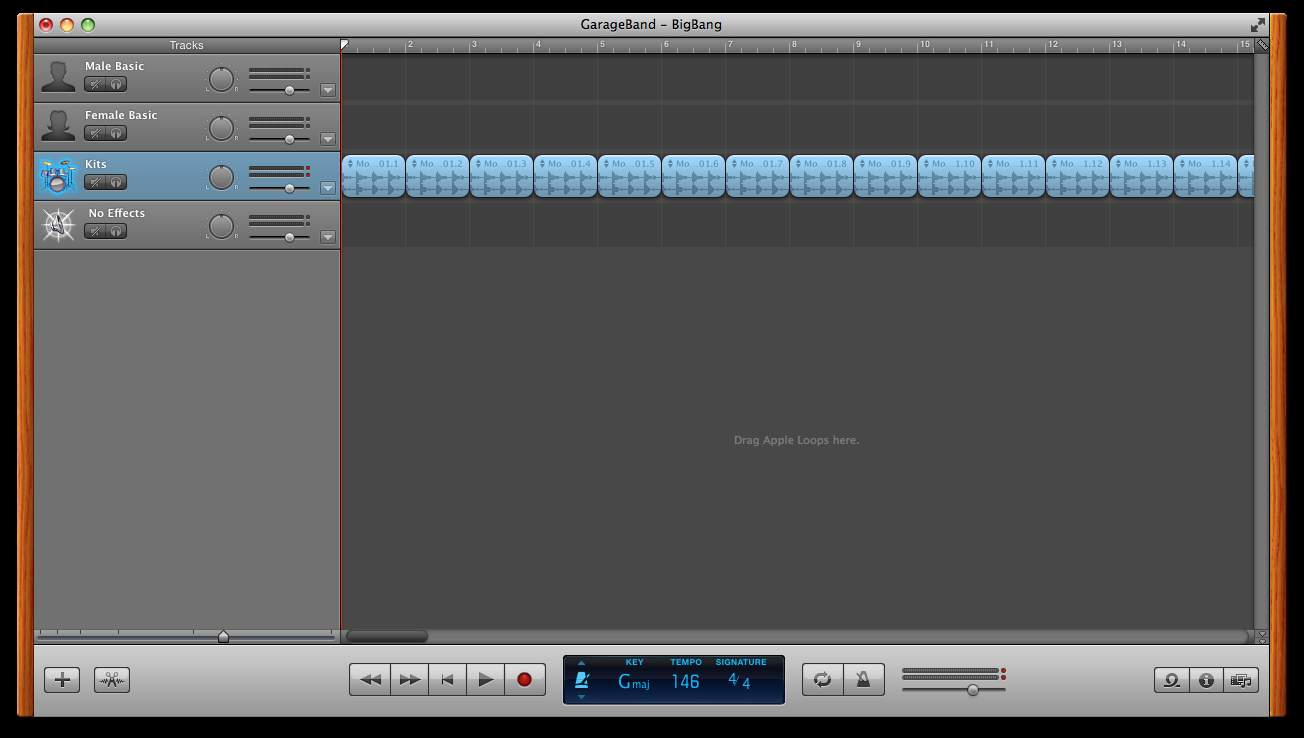 GarageBand – BigBang
Tracks
2 3 4 5 6 7 8 9 10 11 12 13 14 15
Male Basic
L R
Female Basic
L R
Kits
L R
Mo...01.1 Mo...01.2 Mo...01.3 Mo...01.4 Mo...01.5 Mo...01.6 Mo...01.7 Mo...01.8 Mo...01.9 Mo...1.10 Mo...1.11 Mo...1.12 Mo...1.13 Mo...1.14
No Effects
L R
Drag Apple Loops here.
KEY TEMPO SIGNATURE
Gmaj 146 4/4